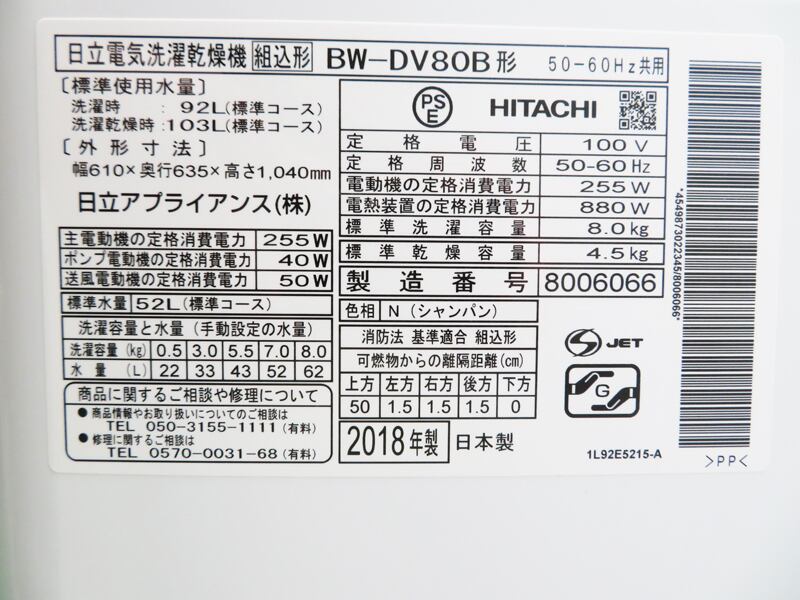 日立電気洗濯乾燥機 組込形 BW-DV80B形 50-60Hz共用
〔標準使用水量〕
洗濯時 : 92L(標準コース)
洗濯乾燥時:103L(標準コース)
〔外形寸法〕
幅610×奥行635×高さ1,040mm
日立アプライアンス(株)
主電動機の定格消費電力 255W
ポンプ電動機の定格消費電力 40W
送風電動機の定格消費電力 50W
標準水量 52L(標準コース)
洗濯容量と水量(手動設定の水量)
洗濯容量(kg) 0.5 3.0 5.5 7.0 8.0
水量(L) 22 33 43 52 62
商品に関するご相談や修理について
●商品情報やお取り扱いについてのご相談は
TEL 050-3155-1111(有料)
●修理に関するご相談は
TEL 0570-0031-68(有料)
PSE HITACHI
定格電圧 100V
定格周波数 50-60Hz
電動機の定格消費電力 255W
電熱装置の定格消費電力 880W
標準洗濯容量 8.0kg
標準乾燥容量 4.5kg
製造番号 8006066
色相 N(シャンパン)
消防法 基準適合 組込形
可燃物からの離隔距離(cm)
上方 左方 右方 後方 下方
50 1.5 1.5 1.5 0
2018年製 日本製
S JET
G
1L92E5215-A
*4549873022345/8006066*
>PP<